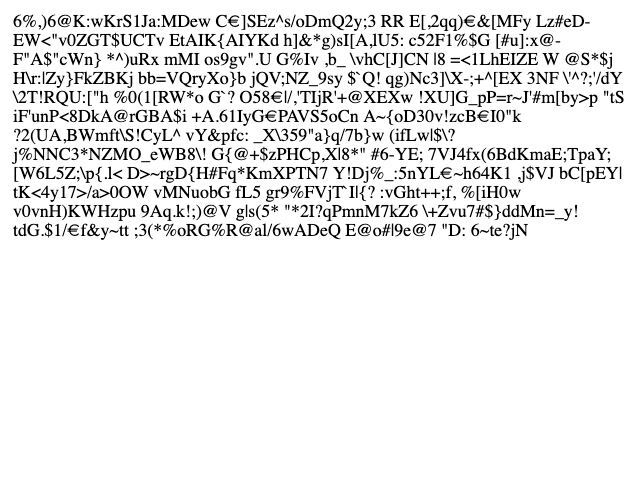 6%,)6@K:wKrS1Ja:MDew C€]SEz^s/oDmQ2y;3 RR E[,2qq)€&[MFy Lz#eD-
EW<"v0ZGT$UCTv EtAIK{AIYKd h]&*g)sI[A,lU5: c52F1%$G [#u]:x@-
F"A$"cWn} *^)uRx mMI os9gv".U G%Iv ,b_ \vhC[J]CN |8 =<1LhEIZE W @S*$j
H\r:|Zy}FkZBKj bb=VQryXo}b jQV;NZ_9sy $`Q! qg)Nc3]\X-;+^[EX 3NF \'^?;'/dY
\2T!RQU:["h %0(1[RW*o G`? O58€|/,'TIjR'+@XEXw !XU]G_pP=r~J'#m[by>p "tS
iF'unP<8DkA@rGBA$i +A.61IyG€PAVS5oCn A~{oD30v!zcB€I0"k
?2(UA,BWmft\S!CyL^ vY&pfc: _X\359"a}q/7b}w (ifLw|$\?
j%NNC3*NZMO_eWB8\! G{@+$zPHCp,X|8*" #6-YE; 7VJ4fx(6BdKmaE;TpaY;
[W6L5Z;\p{.l< D>~rgD{H#Fq*KmXPTN7 Y!Dj%_:5nYL€~h64K1 ,j$VJ bC[pEY|
tK<4y17>/a>0OW vMNuobG fL5 gr9%FVjT`Il{? :vGht++;f, %[iH0w
v0vnH)KWHzpu 9Aq.k!;)@V g|s(5* "*2I?qPmnM7kZ6 \+Zvu7#$}ddMn=_y!
tdG.$1/€f&y~tt ;3(*%oRG%R@al/6wADeQ E@o#|9e@7 "D: 6~te?jN